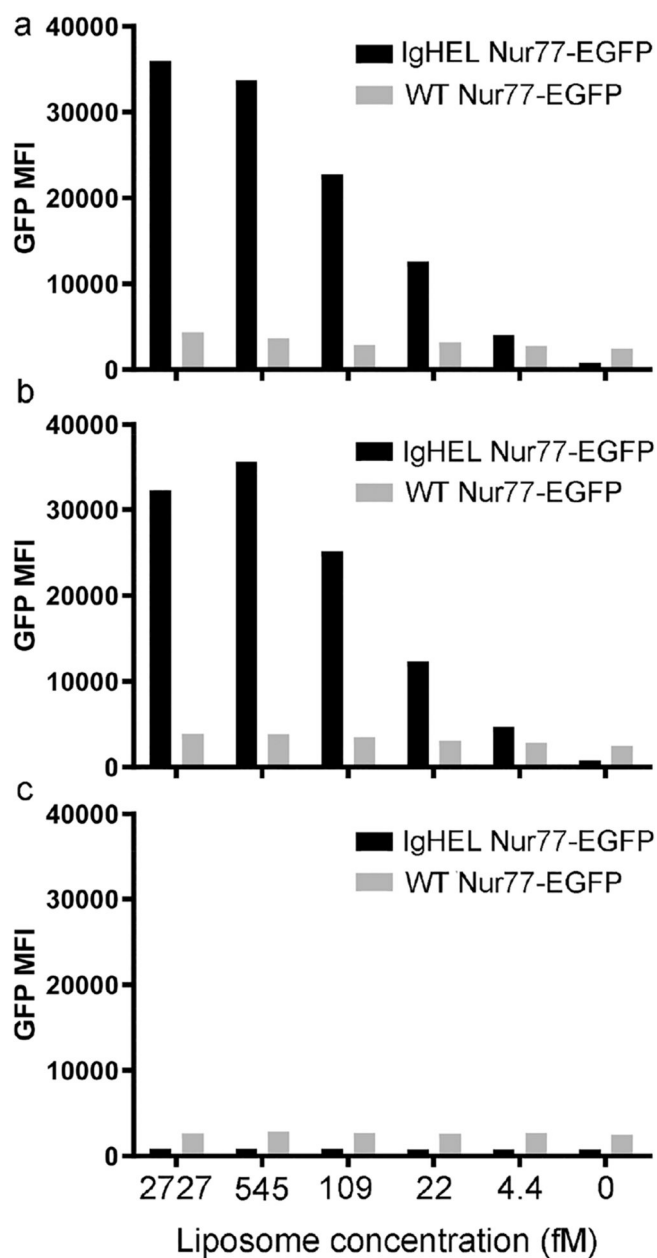 a
40000
30000
20000
10000
0
GFP MFI
IgHEL Nur77-EGFP
WT Nur77-EGFP
b
40000
30000
20000
10000
0
GFP MFI
IgHEL Nur77-EGFP
WT Nur77-EGFP
c
40000
30000
20000
10000
0
GFP MFI
IgHEL Nur77-EGFP
WT Nur77-EGFP
2727 545 109 22 4.4 0
Liposome concentration (fM)